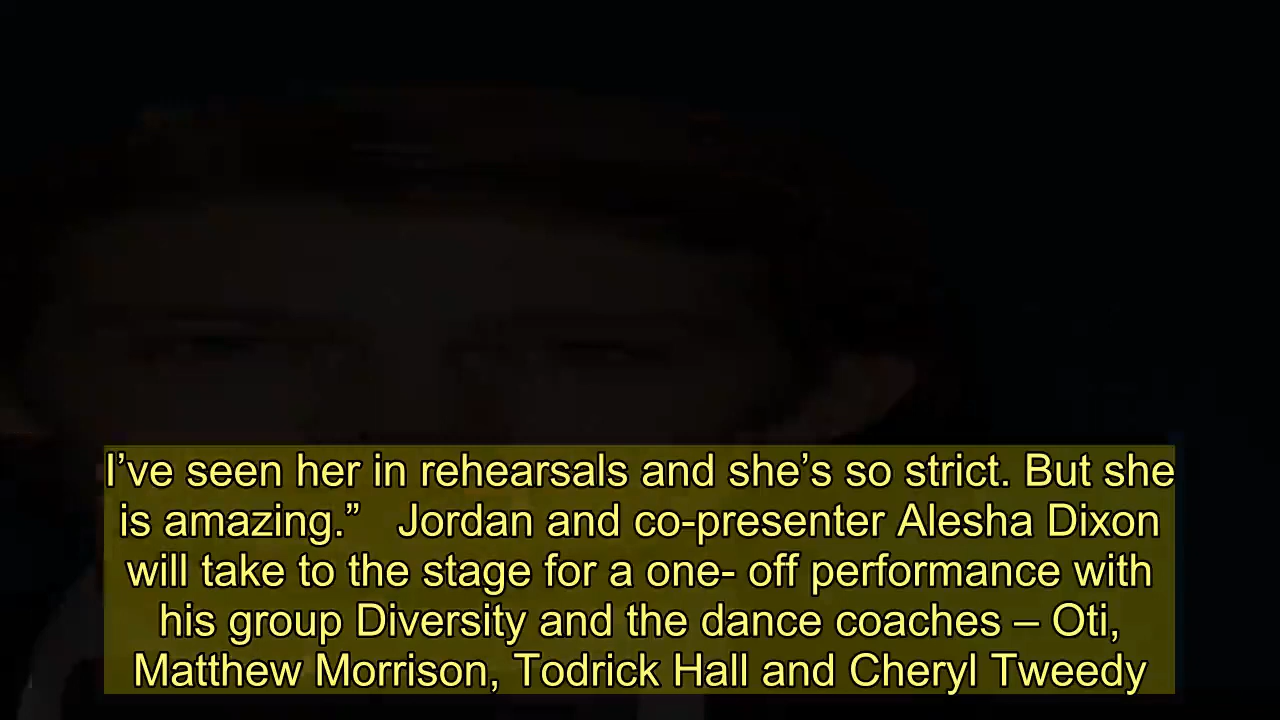 I’ve seen her in rehearsals and she’s so strict. But she
is amazing.”   Jordan and co-presenter Alesha Dixon
will take to the stage for a one- off performance with
his group Diversity and the dance coaches – Oti,
Matthew Morrison, Todrick Hall and Cheryl Tweedy